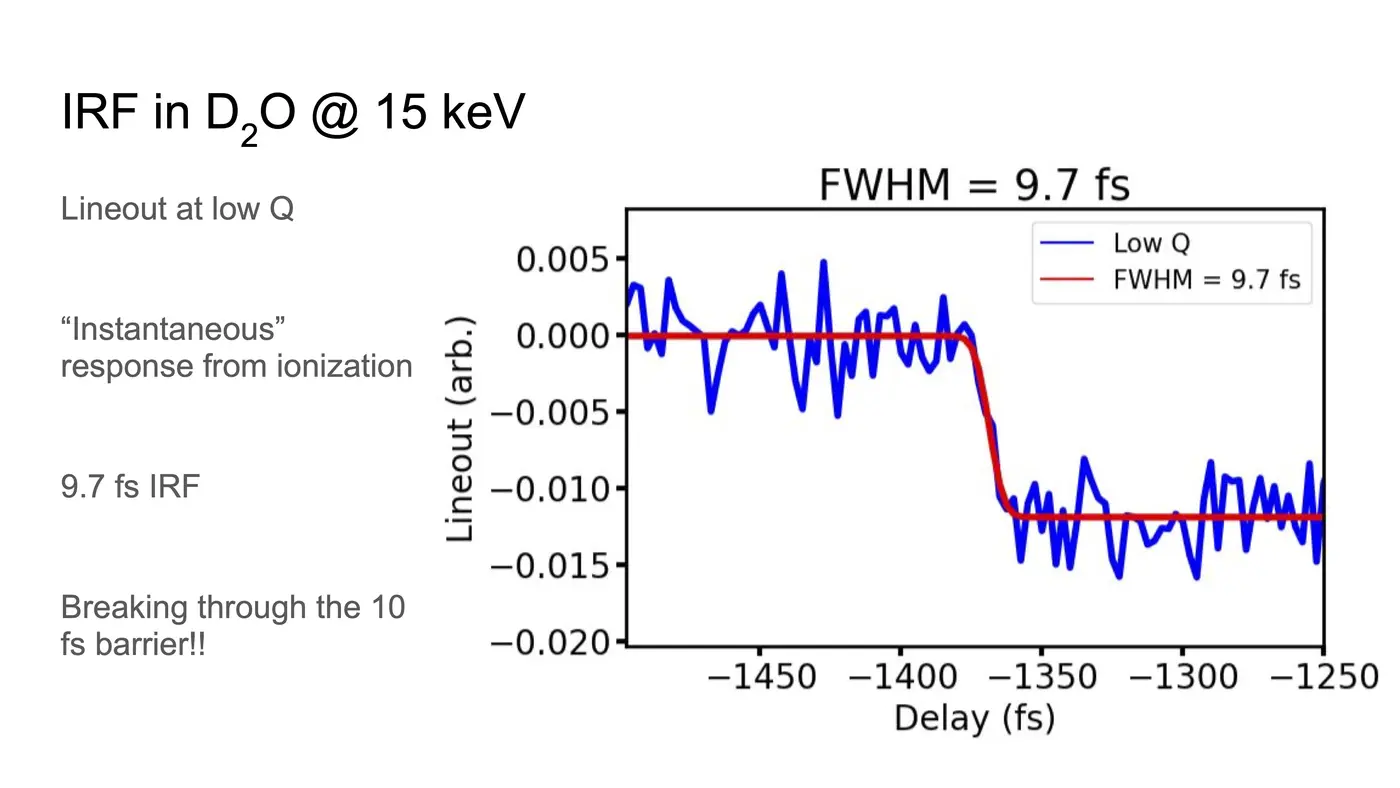 IRF in D₂O @ 15 keV
Lineout at low Q
“Instantaneous”
response from ionization
9.7 fs IRF
Breaking through the 10
fs barrier!!
FWHM = 9.7 fs
Low Q
FWHM = 9.7 fs
Lineout (arb.)
0.005
0.000
−0.005
−0.010
−0.015
−0.020
−1450 −1400 −1350 −1300 −1250
Delay (fs)